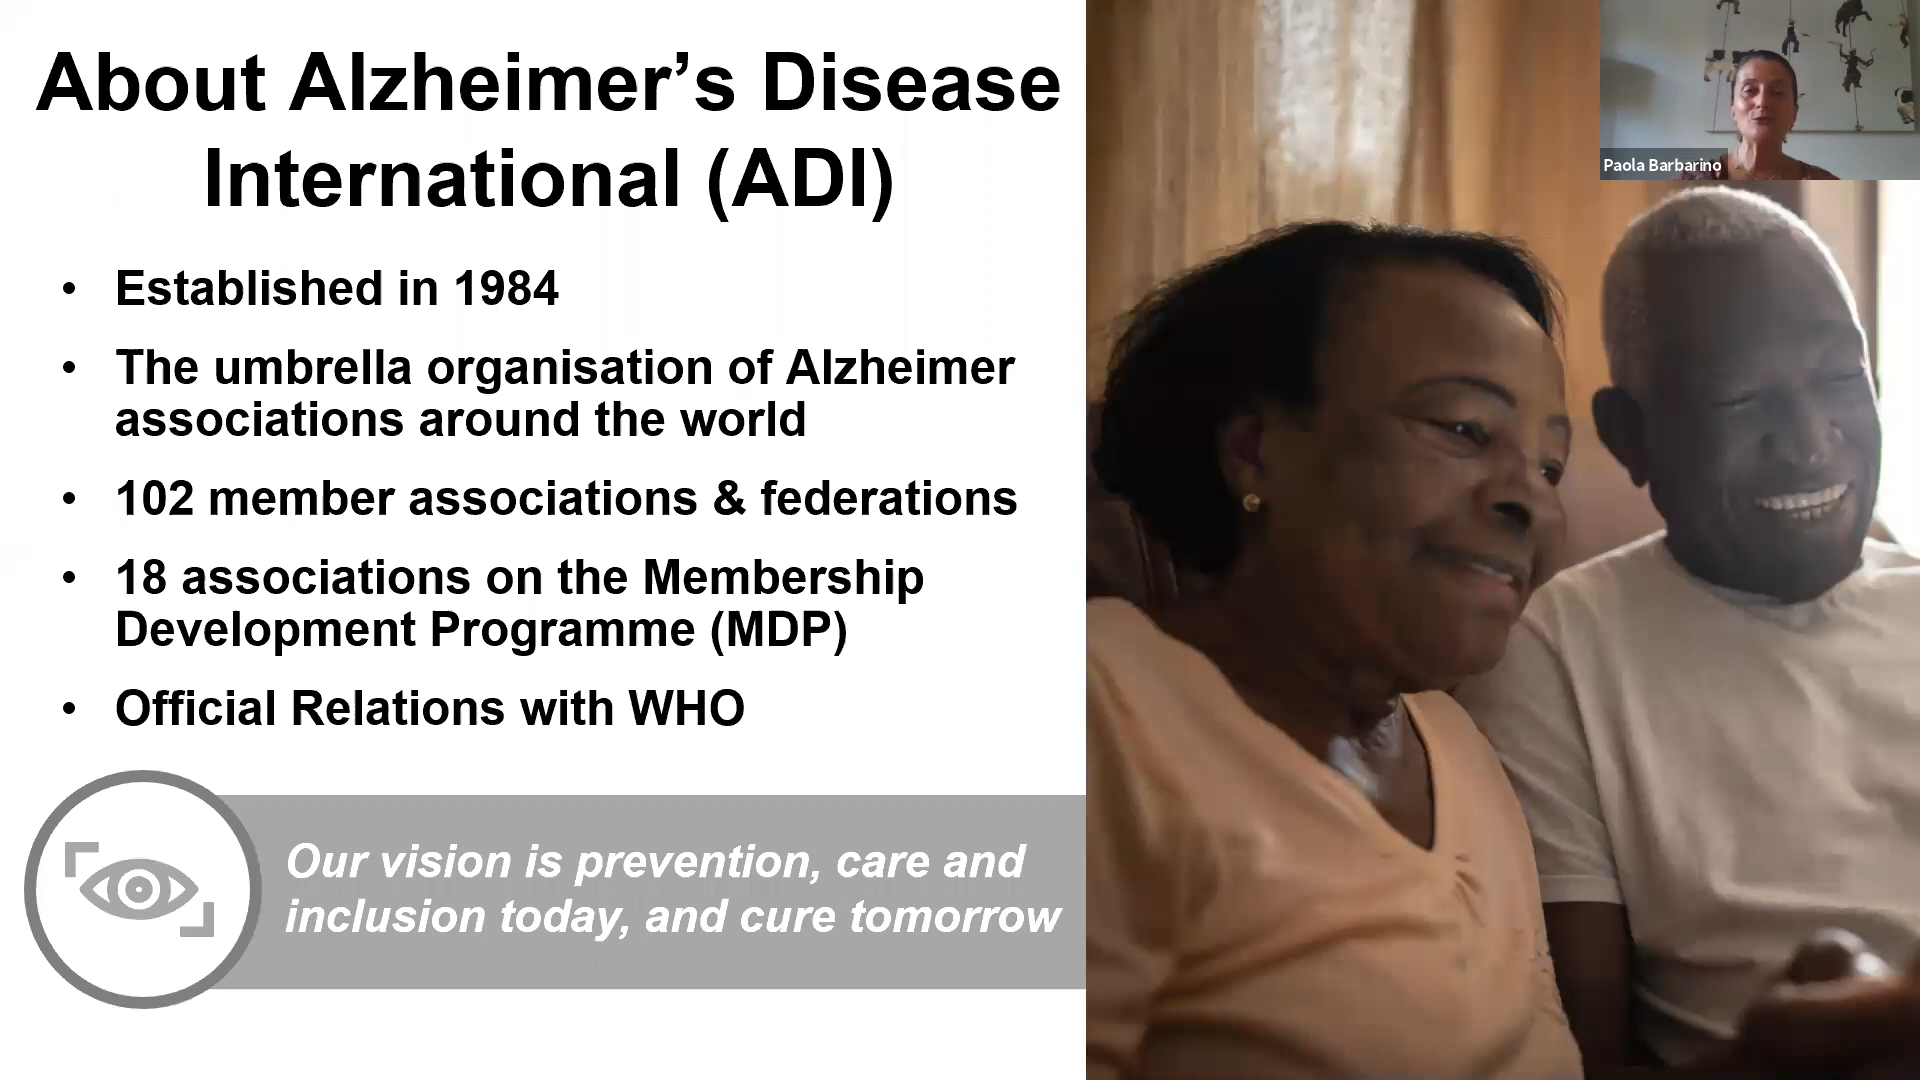 About Alzheimer’s Disease
International (ADI)
• Established in 1984
• The umbrella organisation of Alzheimer
associations around the world
• 102 member associations & federations
• 18 associations on the Membership
Development Programme (MDP)
• Official Relations with WHO
Our vision is prevention, care and
inclusion today, and cure tomorrow
Paola Barbarino